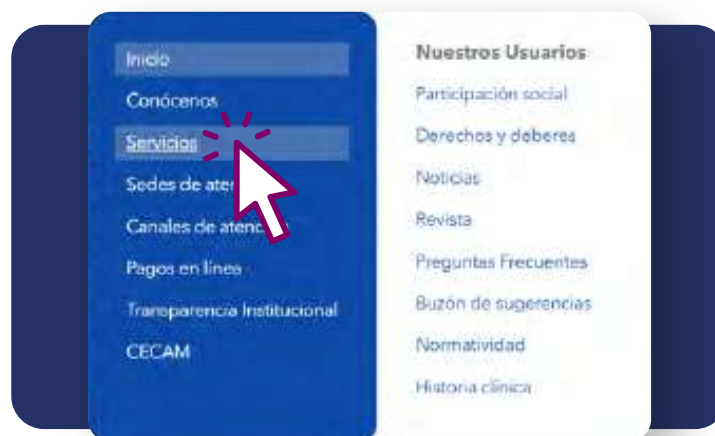 Inicio
Conócenos
Servicios
Sedes de aten
Canales de atenc
Pagos en línea
Transparencia Institucional
CECAM
Nuestros Usuarios
Participación social
Derechos y deberes
Noticias
Revista
Preguntas Frecuentes
Buzón de sugerencias
Normatividad
Historia clínica